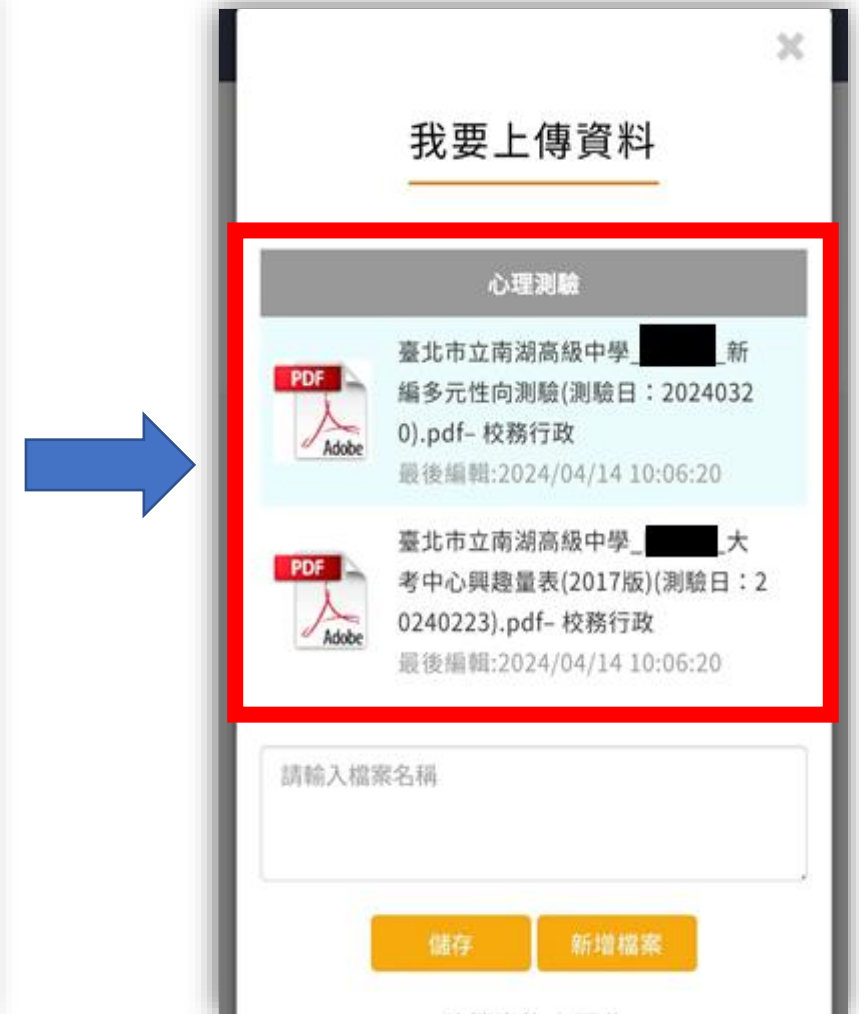 我要上傳資料
心理測驗
PDF
Adobe
臺北市立南湖高級中學_ _新
編多元性向測驗(測驗日：2024032
0).pdf– 校務行政
最後編輯:2024/04/14 10:06:20
PDF
Adobe
臺北市立南湖高級中學_ _大
考中心興趣量表(2017版)(測驗日：2
0240223).pdf– 校務行政
最後編輯:2024/04/14 10:06:20
請輸入檔案名稱
儲存
新增檔案